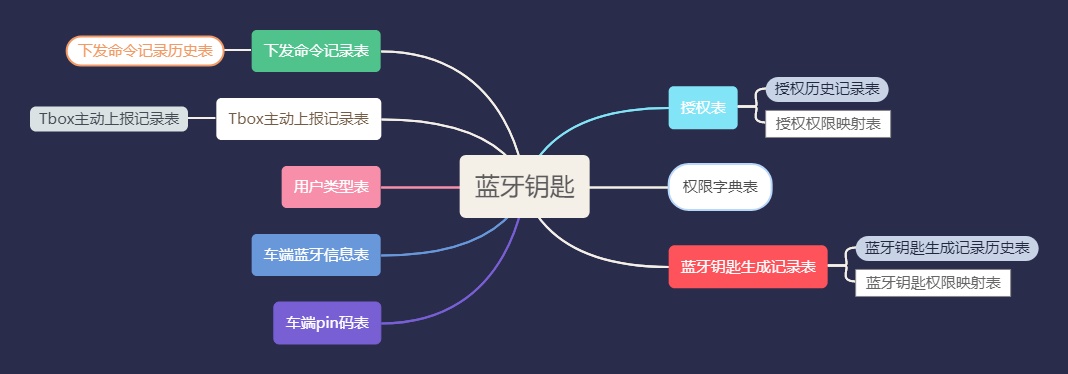 蓝牙钥匙
下发命令记录表
下发命令记录历史表
Tbox主动上报记录表
Tbox主动上报记录表
用户类型表
车端蓝牙信息表
车端pin码表
授权表
授权历史记录表
授权权限映射表
权限字典表
蓝牙钥匙生成记录表
蓝牙钥匙生成记录历史表
蓝牙钥匙权限映射表